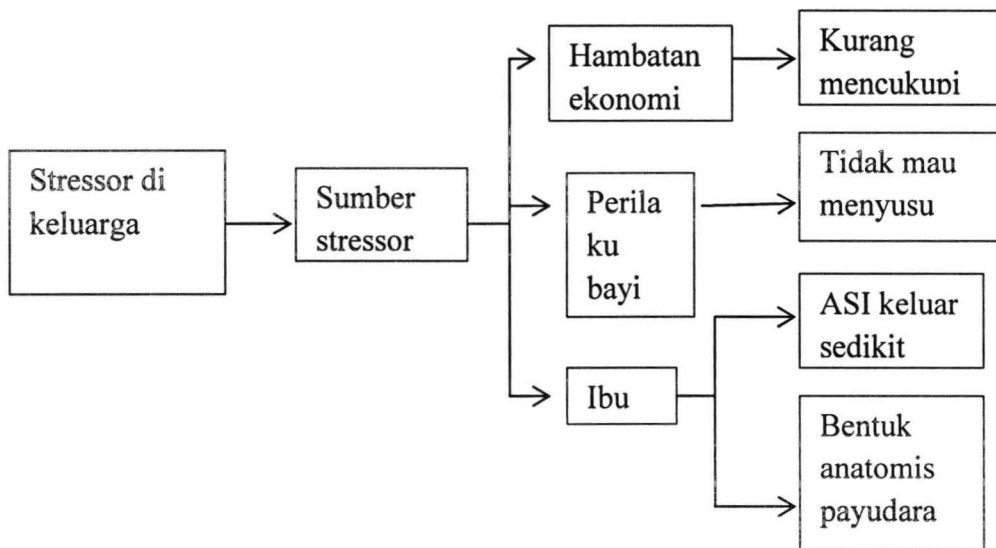 Stressor di
keluarga
Sumber
stressor
Hambatan
ekonomi
Kurang
mencukupi
Perila
ku
bayi
Tidak mau
menyusu
Ibu
ASI keluar
sedikit
Bentuk
anatomis
payudara